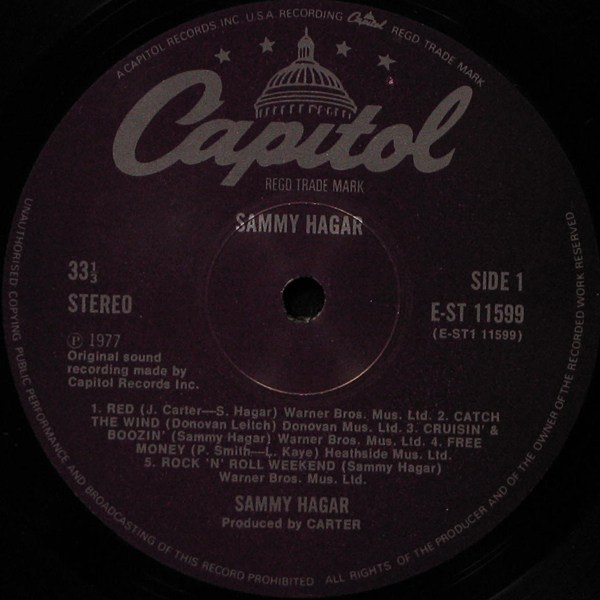 A CAPITOL RECORDS INC. U.S.A. RECORDING Capitol REGD TRADE MARK
Capitol
REGD TRADE MARK
SAMMY HAGAR
33⅓
STEREO
℗ 1977
Original sound
recording made by
Capitol Records Inc.
SIDE 1
E-ST 11599
(E-ST1 11599)
1. RED (J. Carter—S. Hagar) Warner Bros. Mus. Ltd. 2. CATCH
THE WIND (Donovan Leitch) Donovan Mus. Ltd. 3. CRUISIN' &
BOOZIN' (Sammy Hagar) Warner Bros. Mus. Ltd. 4. FREE
MONEY (P. Smith—L. Kaye) Heathside Mus. Ltd.
5. ROCK 'N' ROLL WEEKEND (Sammy Hagar)
Warner Bros. Mus. Ltd.
SAMMY HAGAR
Produced by CARTER
UNAUTHORISED COPYING PUBLIC PERFORMANCE AND BROADCASTING OF THIS RECORD PROHIBITED ALL RIGHTS OF THE PRODUCER AND OF THE OWNER OF THE RECORDED WORK RESERVED